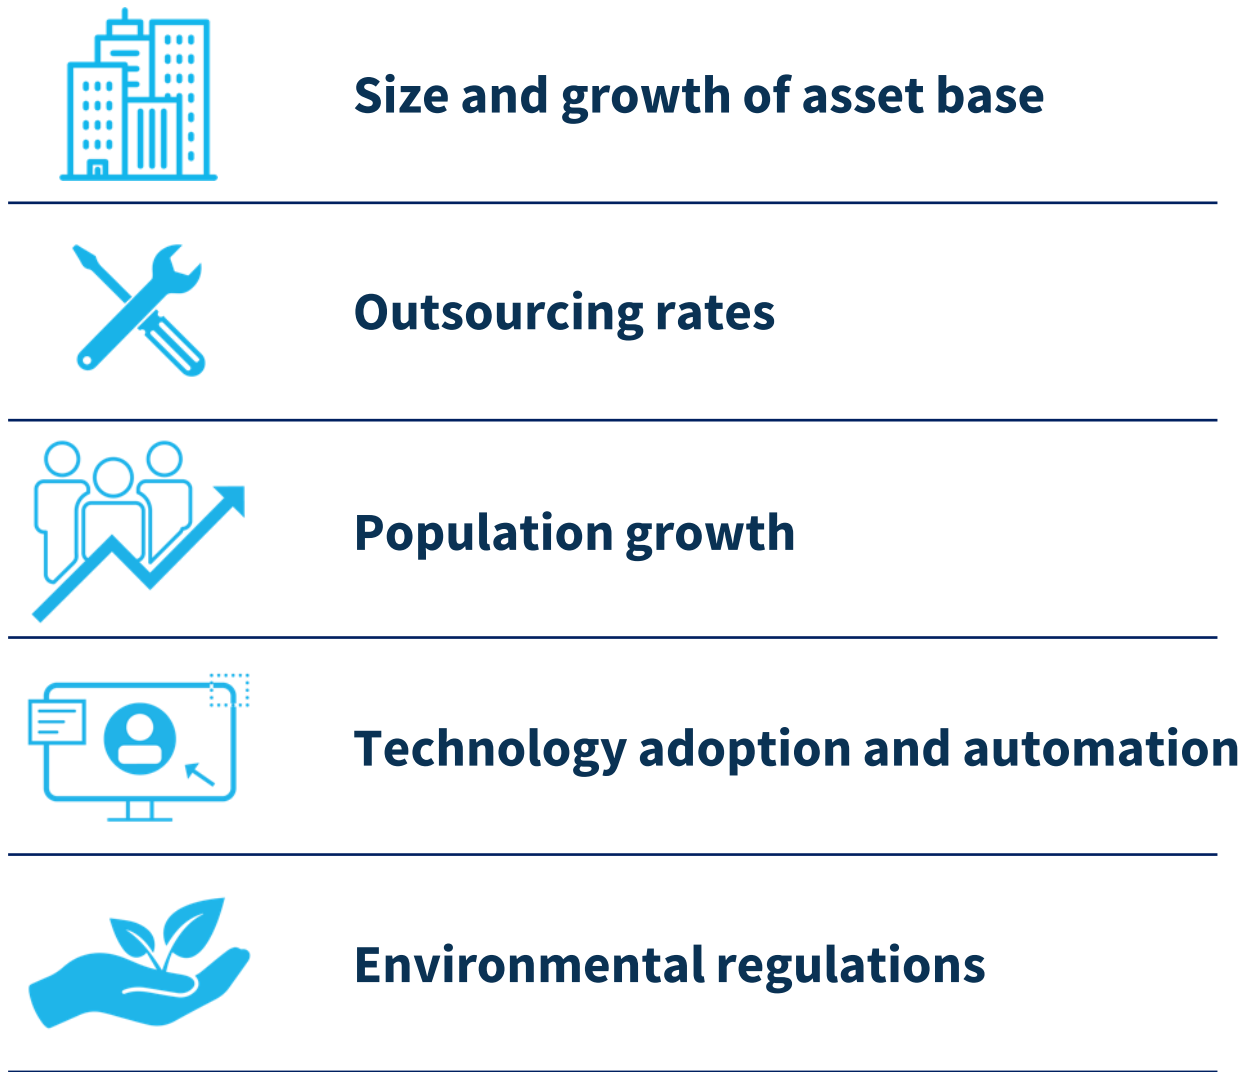 Size and growth of asset base
Outsourcing rates
Population growth
Technology adoption and automation
Environmental regulations